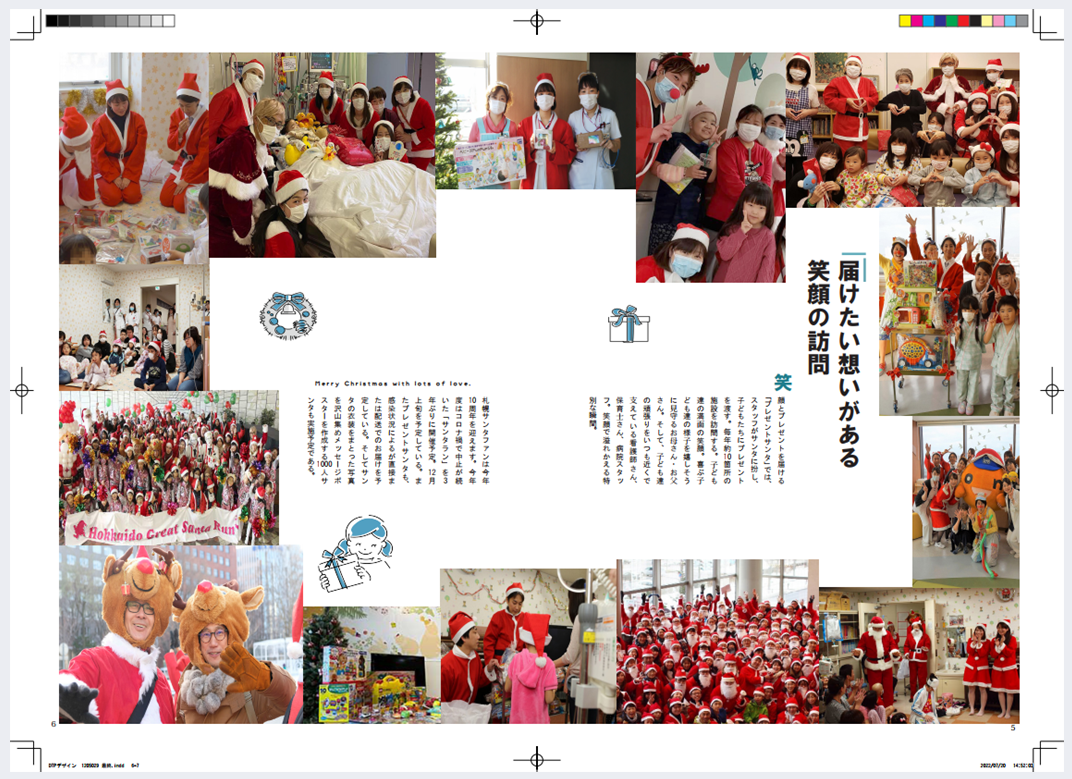 届けたい想いがある
笑顔の訪問
笑
顔とプレゼントを届ける
「プレゼントサンタ」では、
スタッフがサンタに扮し、
子どもたちにプレゼント
を渡す。毎年約10箇所の
施設を訪問する。子ども
達の満面の笑顔。喜ぶ子
ども達の様子を嬉しそう
に見守るお母さん・お父
さん。そして、子ども達
の頑張りをいつも近くで
支えている看護師さん、
保育士さん、病院スタッ
フ。笑顔で溢れかえる特
別な瞬間。
Merry Christmas with lots of love.
札幌サンタファンは今年
10周年を迎えます。今年
度はコロナ禍で中止が続
いた「サンタラン」を3
年ぶりに開催予定。12月
上旬を予定している。ま
たプレゼントサンタも、
感染状況によるが直接ま
たは配送でのお届けを予
定している。そしてサン
タの衣装をまとった写真
を沢山集めメッセージボ
スターを作成する1000人サ
ンタも実施予定である。
Hokkaido Great Santa Run
6
5
DTPデザイン 1205023 最終.indd 6-7
2022/07/20 14:52:02